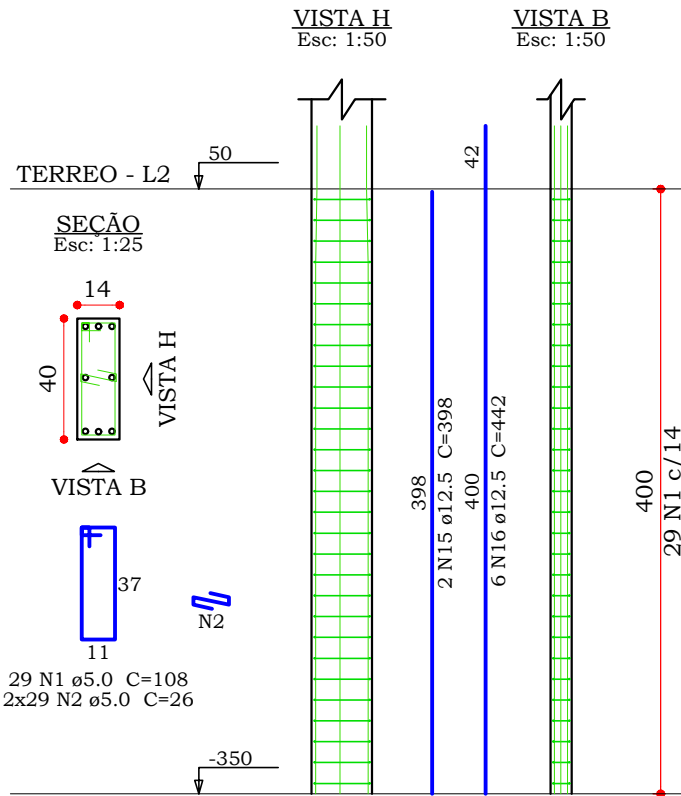 VISTA H
Esc: 1:50
VISTA B
Esc: 1:50
50
TERREO - L2
42
SEÇÃO
Esc: 1:25
14
40
VISTA H
VISTA B
398
2 N15 ø12.5 C=398
400
6 N16 ø12.5 C=442
400
29 N1 c/14
37
11
N2
29 N1 ø5.0 C=108
2x29 N2 ø5.0 C=26
-350